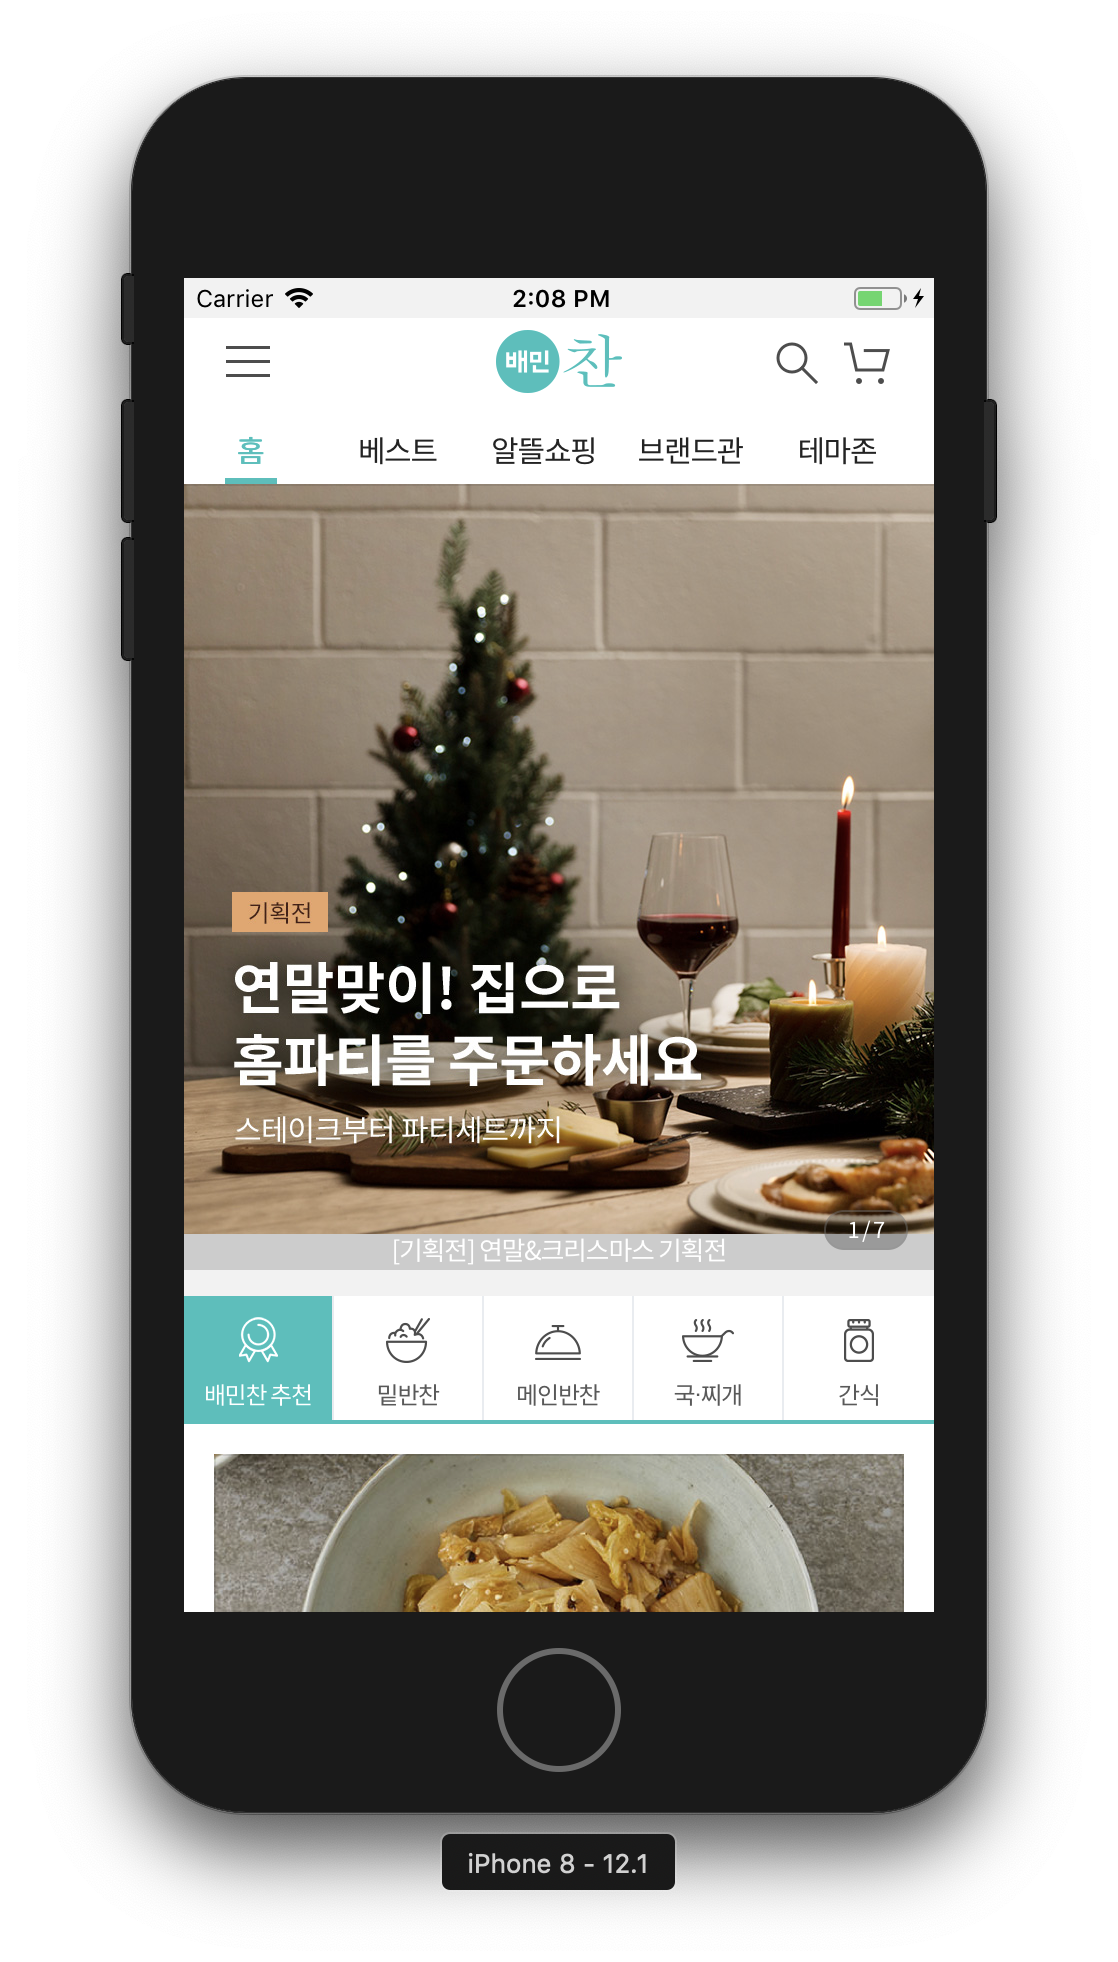 Carrier 2:08 PM
배민찬
홈 베스트 알뜰쇼핑 브랜드관 테마존
기획전
연말맞이! 집으로
홈파티를 주문하세요
스테이크부터 파티세트까지
1/7
[기획전] 연말&크리스마스 기획전
배민찬 추천 밑반찬 메인반찬 국·찌개 간식
iPhone 8 - 12.1